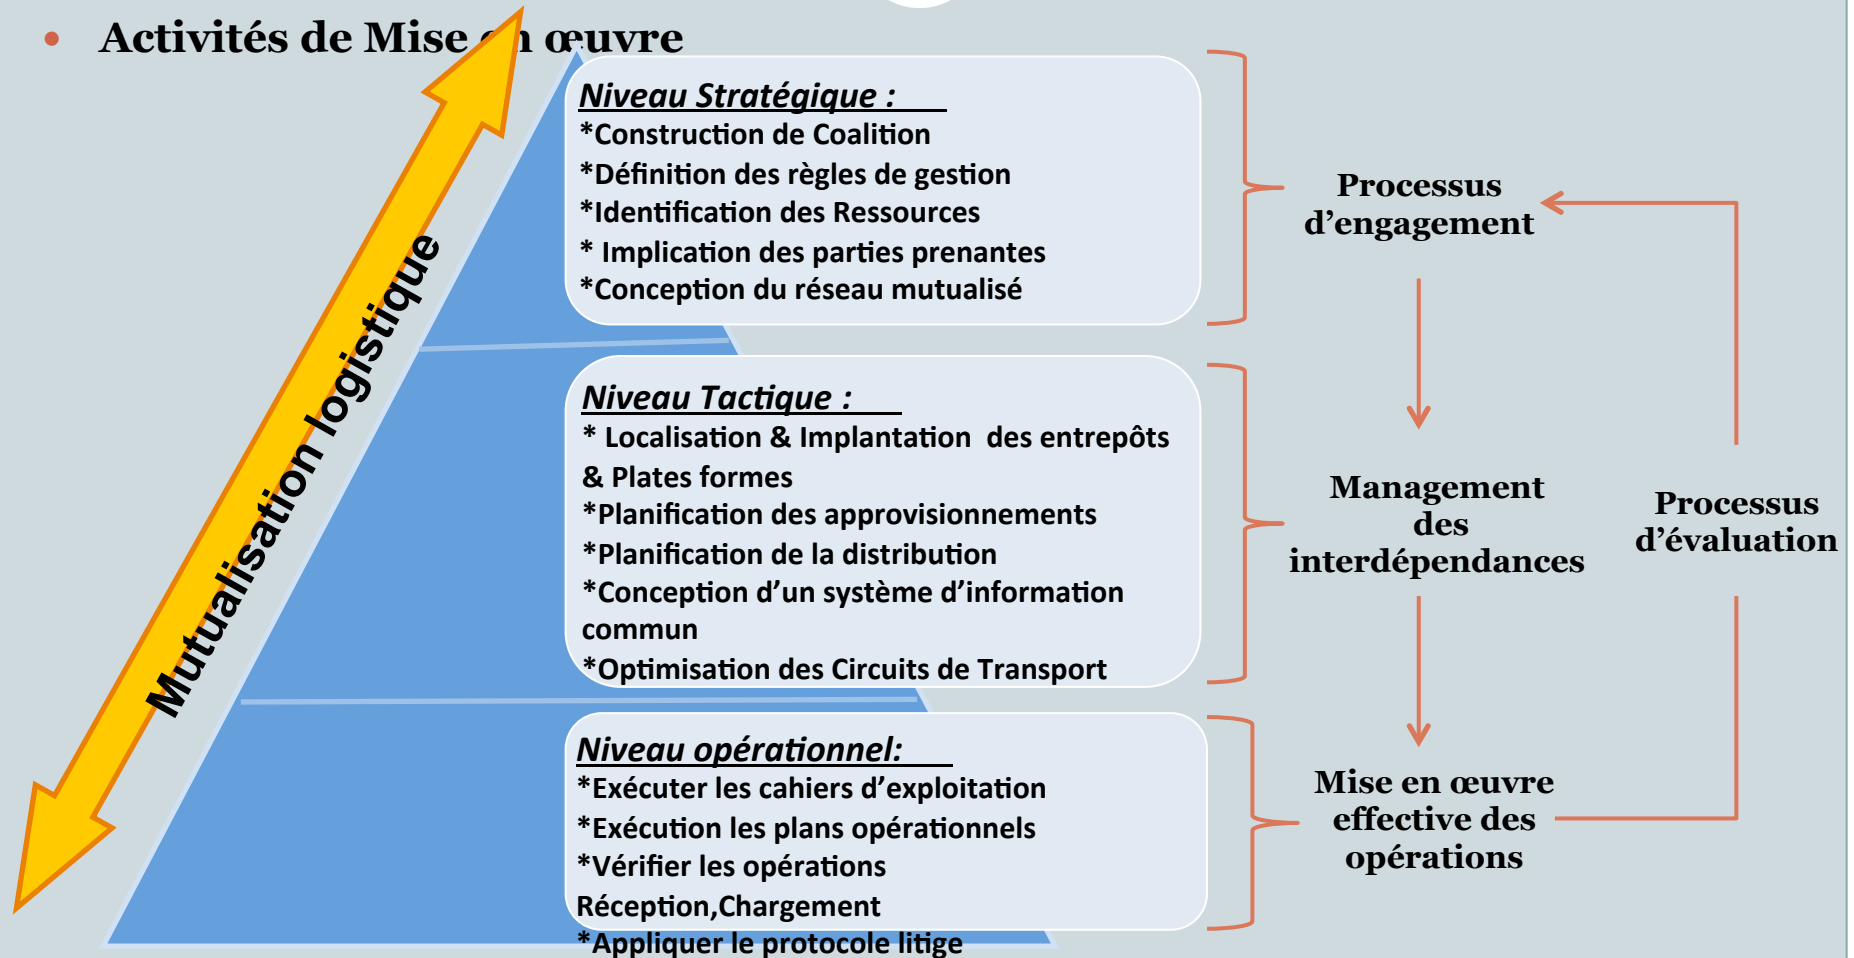 • Activités de Mise en œuvre
Mutualisation logistique
Niveau Stratégique :
*Construction de Coalition
*Définition des règles de gestion
*Identification des Ressources
* Implication des parties prenantes
*Conception du réseau mutualisé
Niveau Tactique :
* Localisation & Implantation des entrepôts
& Plates formes
*Planification des approvisionnements
*Planification de la distribution
*Conception d’un système d’information
commun
*Optimisation des Circuits de Transport
Niveau opérationnel:
*Exécuter les cahiers d’exploitation
*Exécution les plans opérationnels
*Vérifier les opérations
Réception,Chargement
*Appliquer le protocole litige
Processus
d’engagement
Management
des
interdépendances
Mise en œuvre
effective des
opérations
Processus
d’évaluation